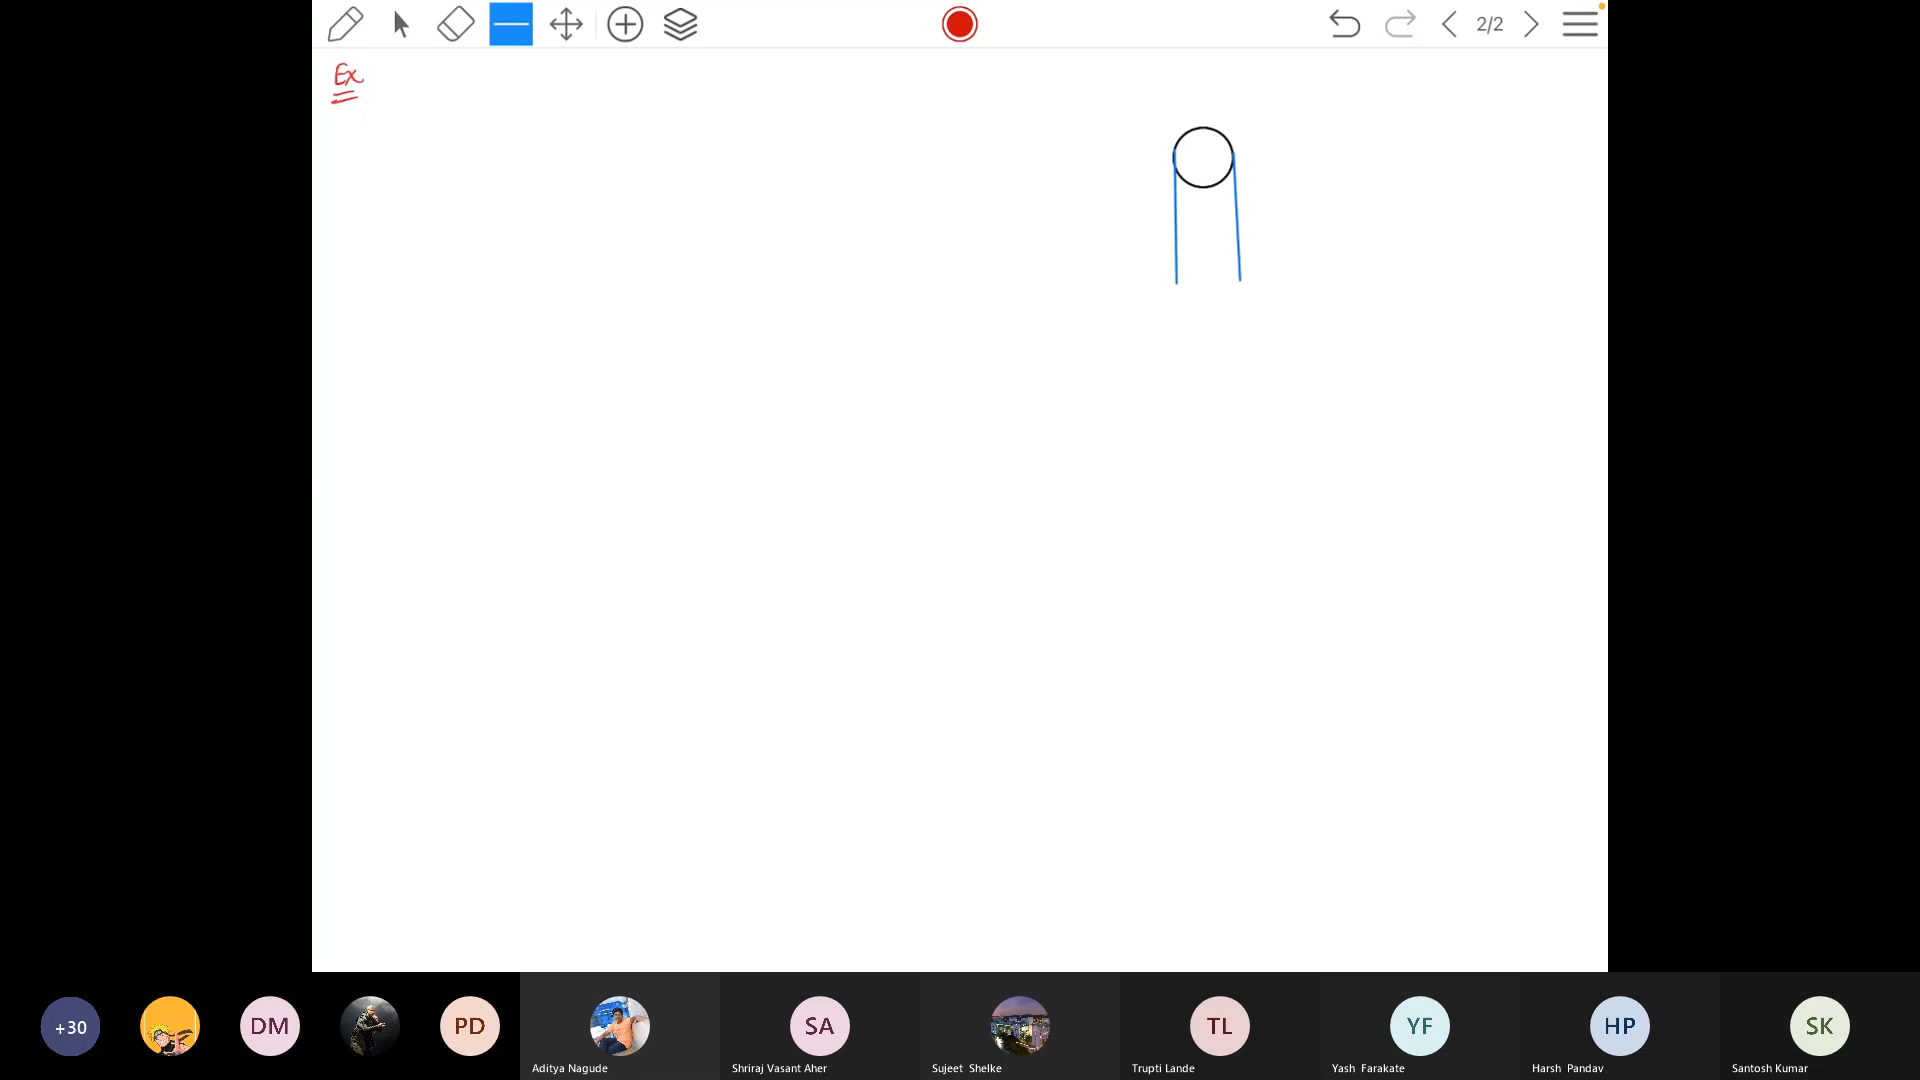 2/2
Ex
+30
DM
PD
SA
TL
YF
HP
SK
Aditya Nagude
Shriraj Vasant Aher
Sujeet Shelke
Trupti Lande
Yash Farakate
Harsh Pandav
Santosh Kumar